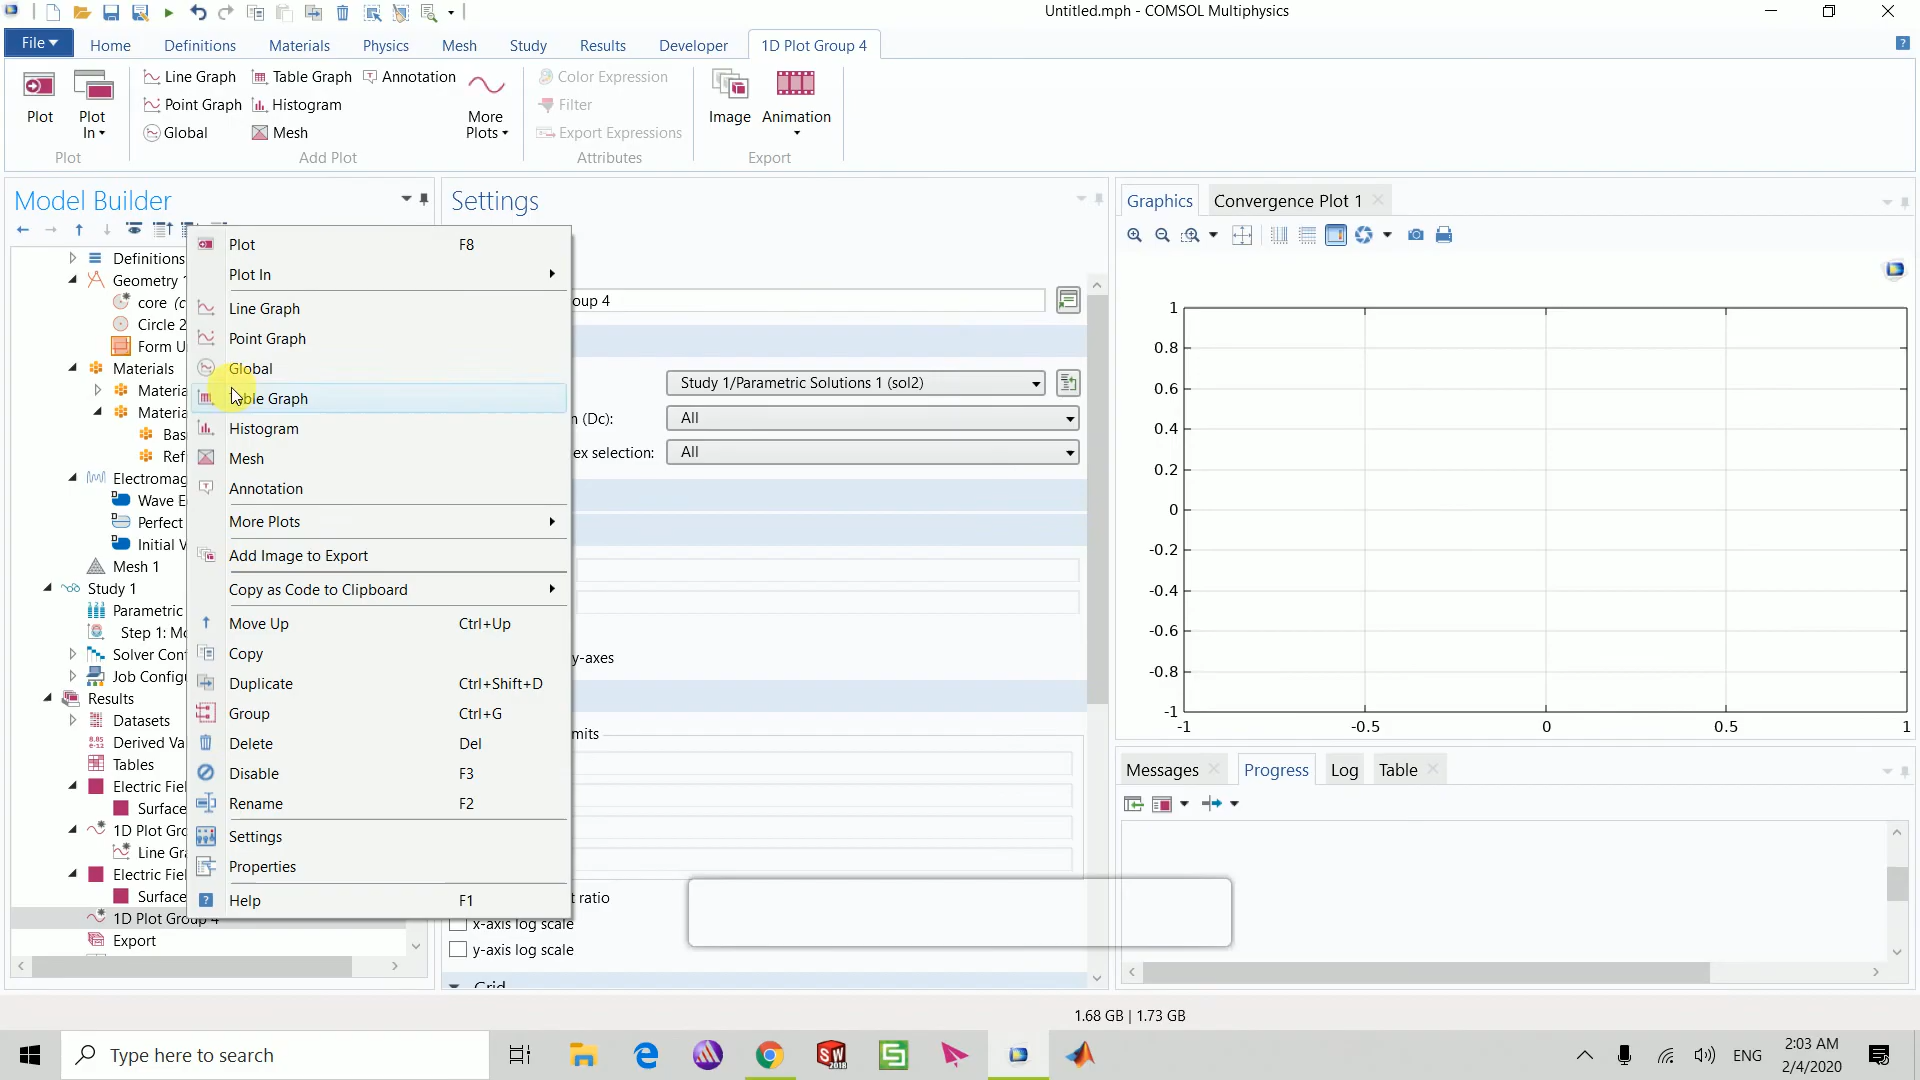 Untitled.mph - COMSOL Multiphysics
File
Home
Definitions
Materials
Physics
Mesh
Study
Results
Developer
1D Plot Group 4
Plot
Plot In
Line Graph
Table Graph
Annotation
Point Graph
Histogram
Global
Mesh
More Plots
Color Expression
Filter
Export Expressions
Image
Animation
Plot
Add Plot
Attributes
Export
Model Builder
Definitions
Geometry 1
core (c
Circle 2
Form U
Materials
Materia
Materia
Bas
Ref
Electromag
Wave E
Perfect
Initial V
Mesh 1
Study 1
Parametric
Step 1: Mo
Solver Conf
Job Configu
Results
Datasets
Derived Va
Tables
Electric Fiel
Surface
1D Plot Gro
Line Gra
Electric Fiel
Surface
1D Plot Group 4
Export
Plot F8
Plot In
Line Graph
Point Graph
Global
Table Graph
Histogram
Mesh
Annotation
More Plots
Add Image to Export
Copy as Code to Clipboard
Move Up Ctrl+Up
Copy
Duplicate Ctrl+Shift+D
Group Ctrl+G
Delete Del
Disable F3
Rename F2
Settings
Properties
Help F1
Settings
oup 4
Study 1/Parametric Solutions 1 (sol2)
n (Dc): All
ex selection: All
y-axes
mits
t ratio
x-axis log scale
y-axis log scale
Grid
Graphics
Convergence Plot 1
1
0.8
0.6
0.4
0.2
0
-0.2
-0.4
-0.6
-0.8
-1
-1 -0.5 0 0.5 1
Messages
Progress
Log
Table
1.68 GB | 1.73 GB
Type here to search
SW
2018
ENG
2:03 AM
2/4/2020